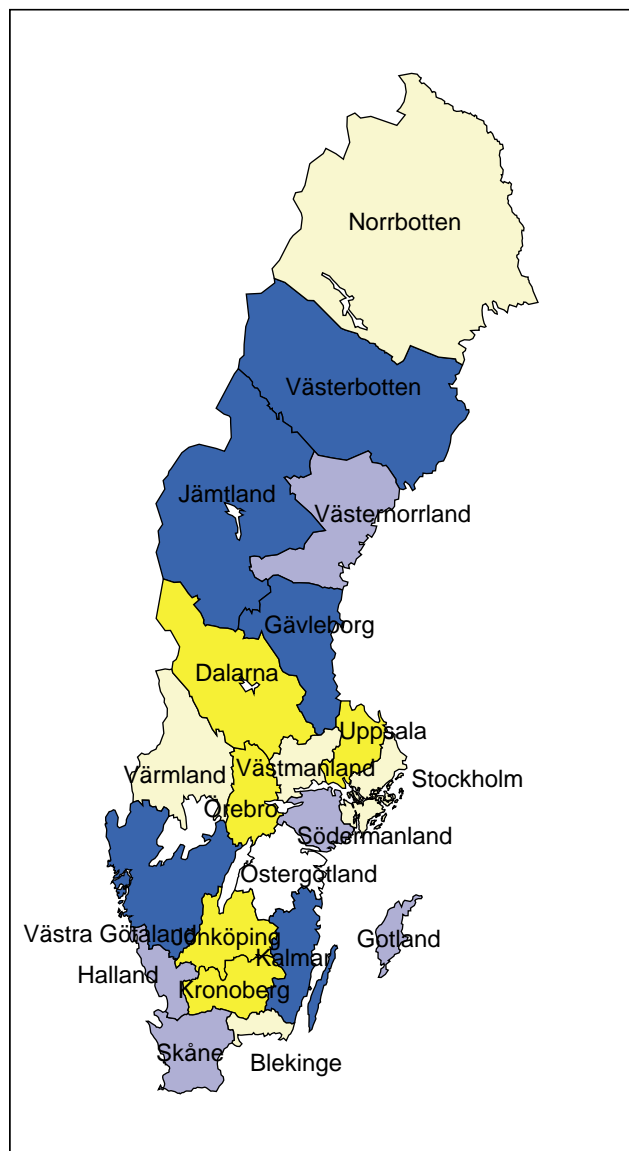 Norrbotten
Västerbotten
Jämtland
Västernorrland
Gävleborg
Dalarna
Uppsala
Västmanland
Värmland
Stockholm
Örebro
Södermanland
Östergötland
Västra Götaland
Jönköping
Gotland
Kalmar
Halland
Kronoberg
Skåne
Blekinge